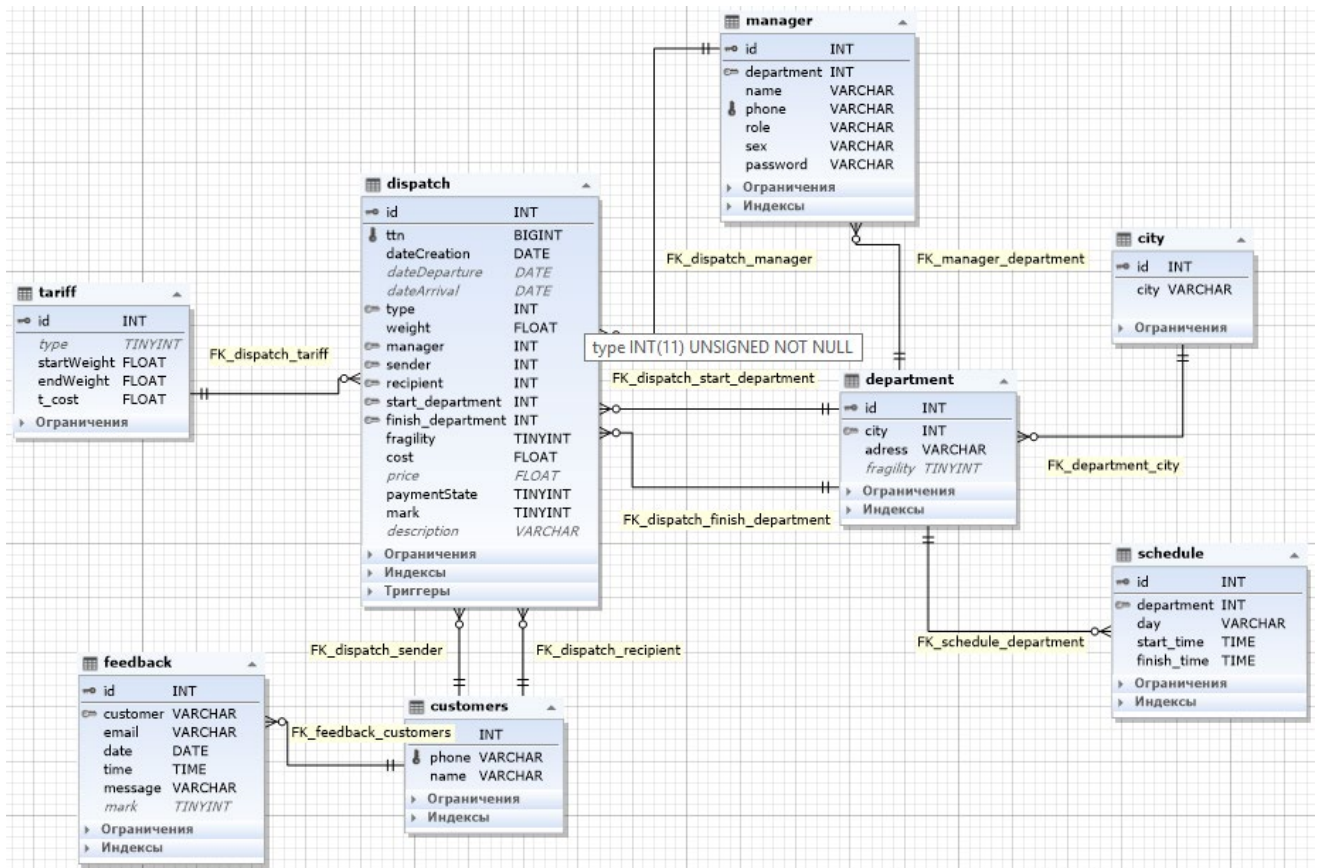 manager
id INT
department INT
name VARCHAR
phone VARCHAR
role VARCHAR
sex VARCHAR
password VARCHAR
Ограничения
Индексы
dispatch
id INT
ttn BIGINT
dateCreation DATE
dateDeparture DATE
dateArrival DATE
type INT
weight FLOAT
manager INT
sender INT
recipient INT
start_department INT
finish_department INT
fragility TINYINT
cost FLOAT
price FLOAT
paymentState TINYINT
mark TINYINT
description VARCHAR
Ограничения
Индексы
Триггеры
FK_dispatch_manager
FK_manager_department
city
id INT
city VARCHAR
Ограничения
tariff
id INT
type TINYINT
startWeight FLOAT
endWeight FLOAT
t_cost FLOAT
Ограничения
FK_dispatch_tariff
type INT(11) UNSIGNED NOT NULL
FK_dispatch_start_department
department
id INT
city INT
adress VARCHAR
fragility TINYINT
Ограничения
Индексы
FK_department_city
FK_dispatch_finish_department
schedule
id INT
department INT
day VARCHAR
start_time TIME
finish_time TIME
Ограничения
Индексы
FK_schedule_department
FK_dispatch_sender
FK_dispatch_recipient
feedback
id INT
customer VARCHAR
email VARCHAR
date DATE
time TIME
message VARCHAR
mark TINYINT
Ограничения
Индексы
FK_feedback_customers
customers
INT
phone VARCHAR
name VARCHAR
Ограничения
Индексы